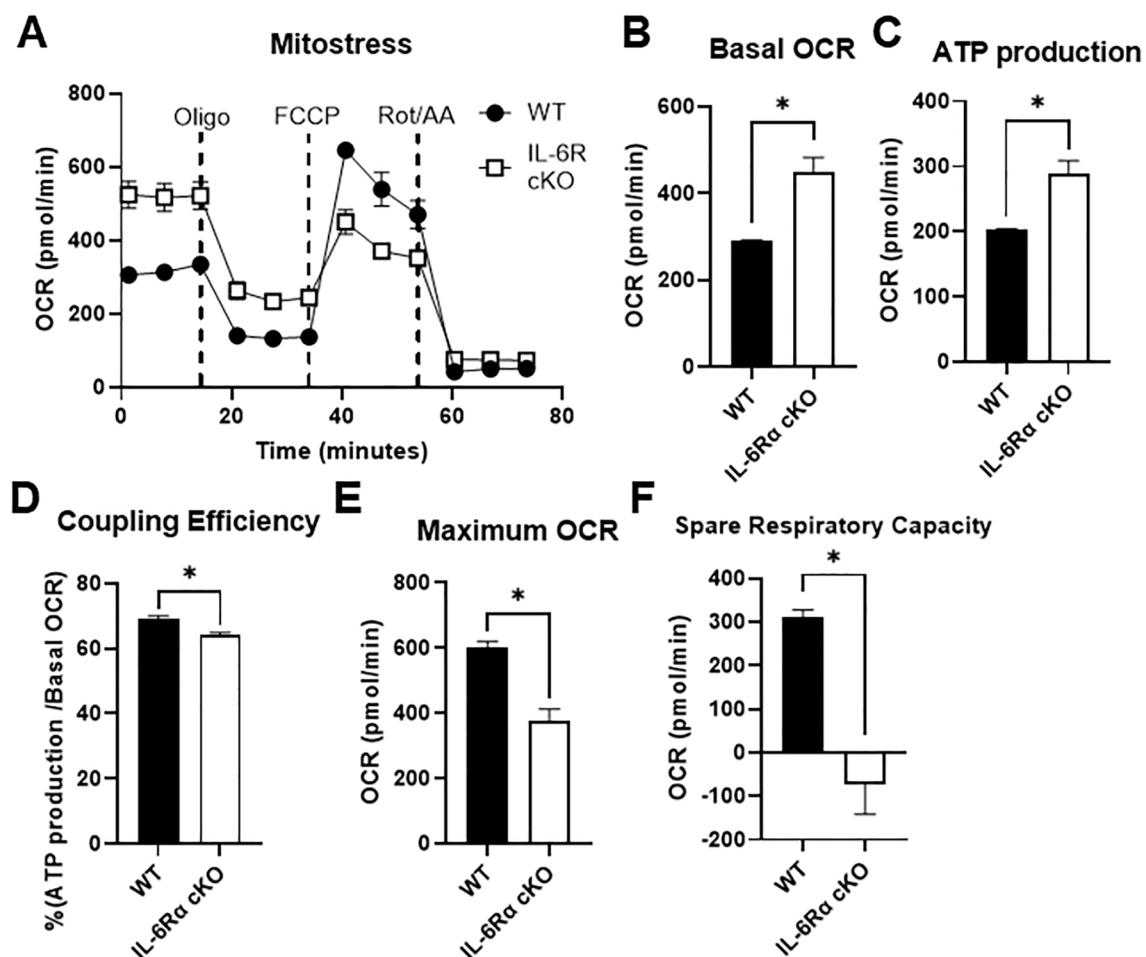 A
Mitostress
OCR (pmol/min)
800
600
400
200
0
0
20
40
60
80
Time (minutes)
Oligo
FCCP
Rot/AA
WT
IL-6R
cKO
B
Basal OCR
OCR (pmol/min)
600
400
200
0
*
WT
IL-6Rα cKO
C
ATP production
OCR (pmol/min)
400
300
200
100
0
*
WT
IL-6Rα cKO
D
Coupling Efficiency
%(ATP production /Basal OCR)
80
60
40
20
0
*
WT
IL-6Rα cKO
E
Maximum OCR
OCR (pmol/min)
800
600
400
200
0
*
WT
IL-6Rα cKO
F
Spare Respiratory Capacity
OCR (pmol/min)
400
300
200
100
0
-100
-200
*
WT
IL-6Rα cKO